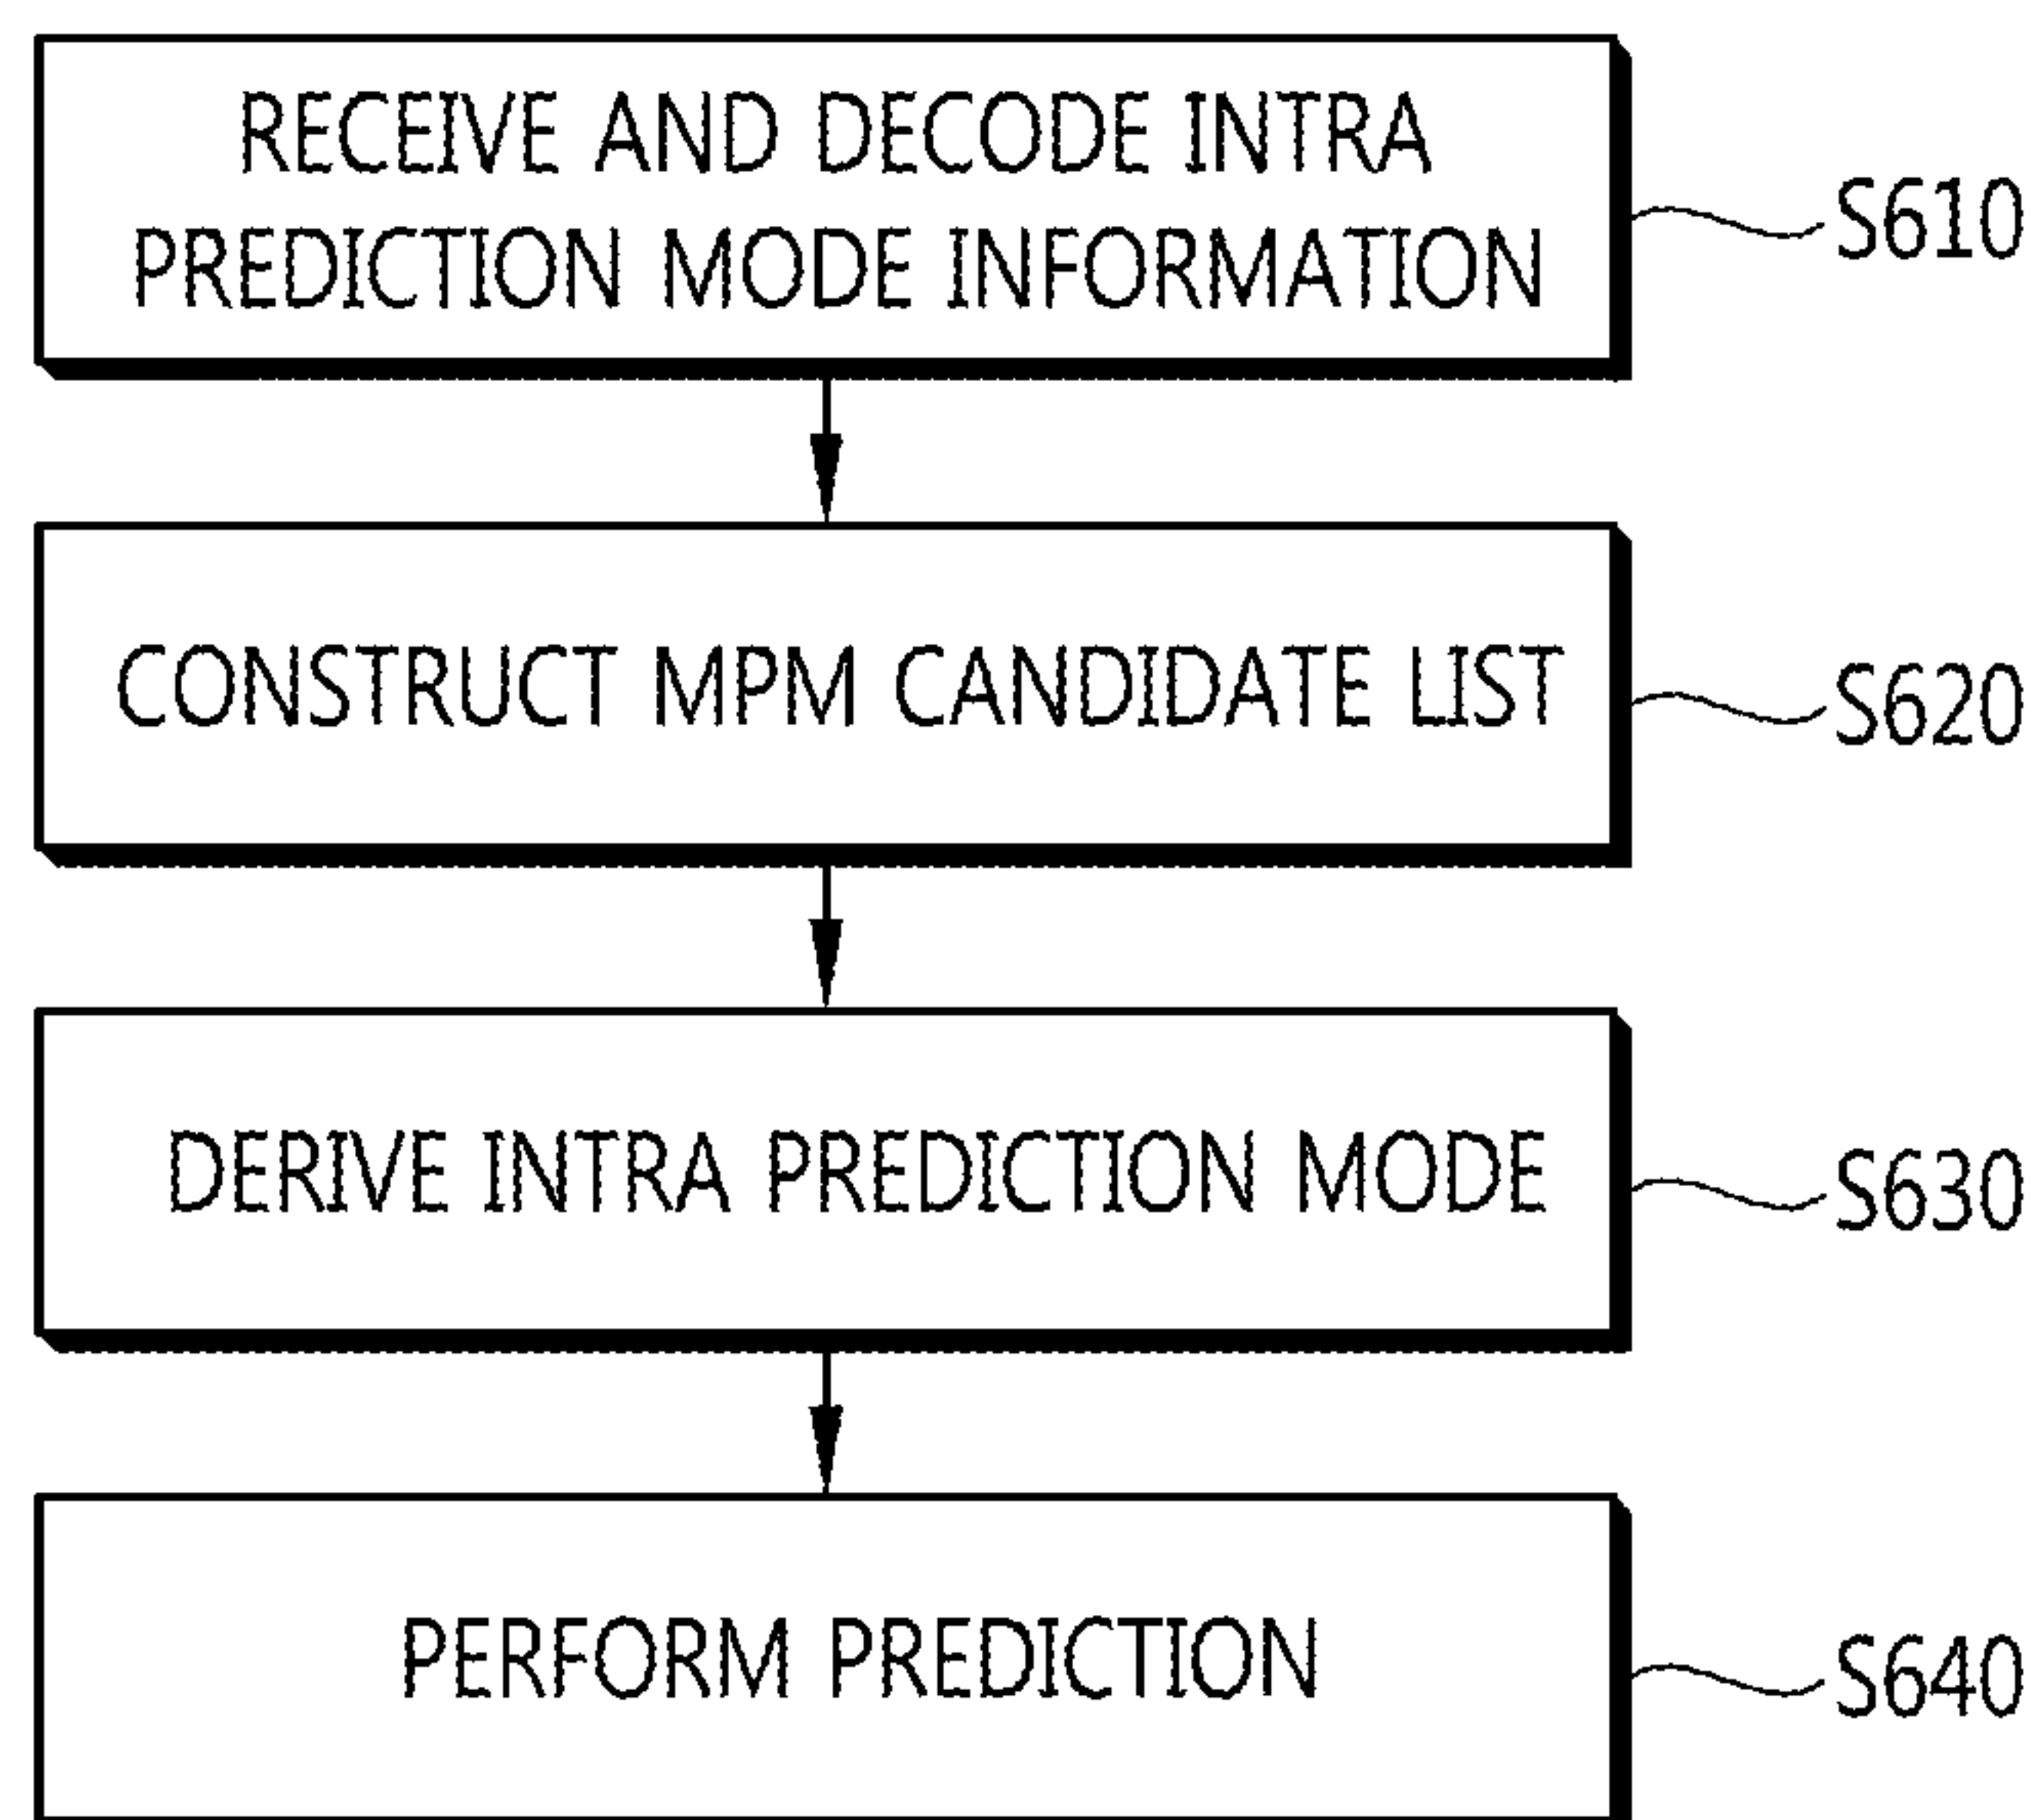 RECEIVE AND DECODE INTRA
PREDICTION MODE INFORMATION
S610
CONSTRUCT MPM CANDIDATE LIST
S620
DERIVE INTRA PREDICTION MODE
S630
PERFORM PREDICTION
S640